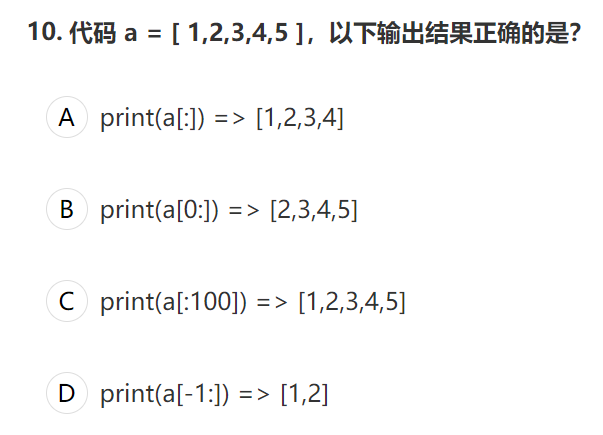 10. 代码 a = [ 1,2,3,4,5 ]，以下输出结果正确的是？
A print(a[:]) => [1,2,3,4]
B print(a[0:]) => [2,3,4,5]
C print(a[:100]) => [1,2,3,4,5]
D print(a[-1:]) => [1,2]